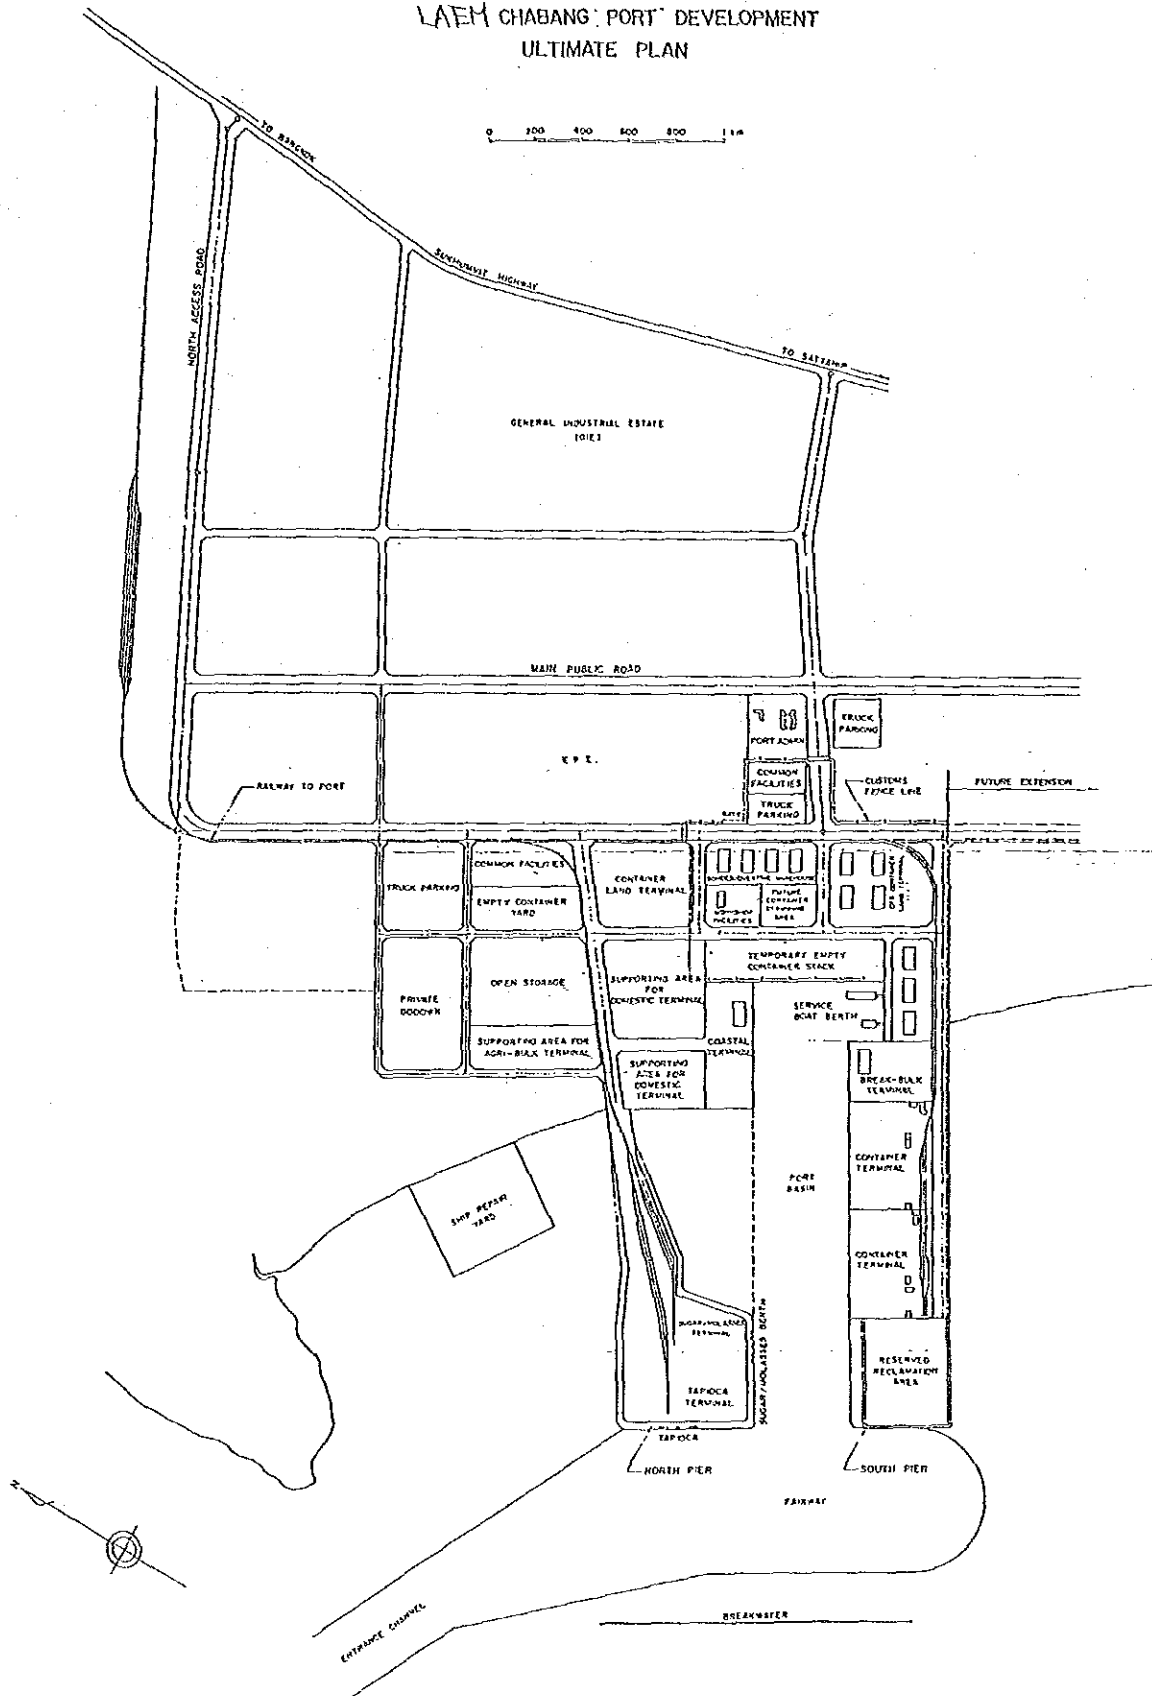 LAEM CHABANG PORT DEVELOPMENT
ULTIMATE PLAN
0 200 400 600 800 1 km
TO BANGKOK
SUKHUMVIT HIGHWAY
NORTH ACCESS ROAD
TO SATTAHIP
GENERAL INDUSTRIAL ESTATE
(GIE)
MAIN PUBLIC ROAD
TRUCK
PARKING
PORT ADMIN
E P Z.
COMMON
FACILITIES
RAILWAY TO PORT
CUSTOMS
FENCE LINE
FUTURE EXTENSION
TRUCK
PARKING
GATE
COMMON FACILITIES
CONTAINER
LAND TERMINAL
TRUCK PARKING
EMPTY CONTAINER
YARD
WORKSHOP
FACILITIES
FUTURE
CONTAINER
AREA
CONTAINER
LAND TERMINAL
TEMPORARY EMPTY
CONTAINER STACK
OPEN STORAGE
SUPPORTING AREA
FOR
DOMESTIC TERMINAL
PRIVATE
GODOWN
SERVICE
BOAT BERTH
SUPPORTING AREA FOR
AGRI-BULK TERMINAL
COASTAL
TERMINAL
SUPPORTING
AREA FOR
DOMESTIC
TERMINAL
BREAK-BULK
TERMINAL
CONTAINER
TERMINAL
PORT
BASIN
SHIP REPAIR
YARD
CONTAINER
TERMINAL
SUGAR/MOLASSES
TERMINAL
SUGAR/MOLASSES BERTH
RESERVED
RECLAMATION
AREA
TAPIOCA
TERMINAL
TAPIOCA
NORTH PIER
SOUTH PIER
N
FAIRWAY
ENTRANCE CHANNEL
BREAKWATER